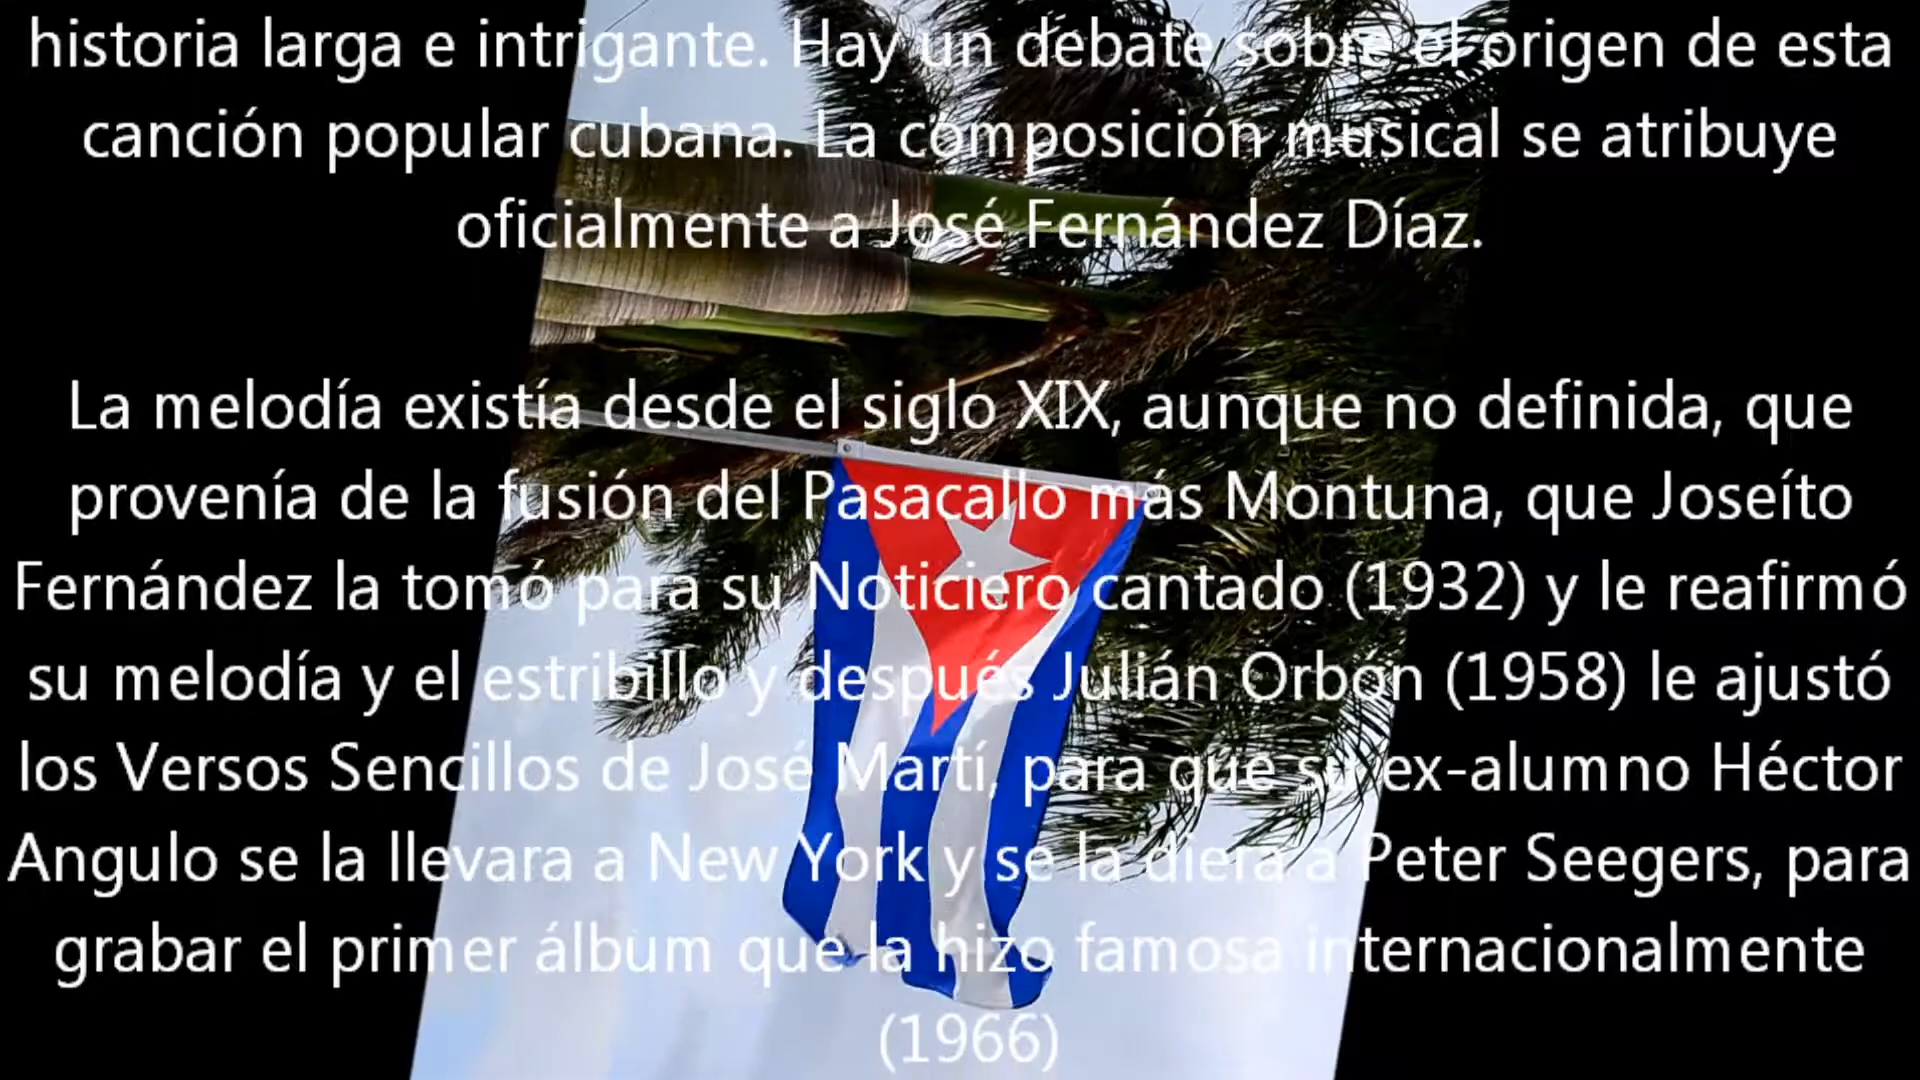 historia larga e intrigante. Hay un debate sobre el origen de esta
canción popular cubana. La composición musical se atribuye
oficialmente a José Fernández Díaz.
La melodía existía desde el siglo XIX, aunque no definida, que
provenía de la fusión del Pasacallo más Montuna, que Joseíto
Fernández la tomó para su Noticiero cantado (1932) y le reafirmó
su melodía y el estribillo y después Julián Orbón (1958) le ajustó
los Versos Sencillos de José Martí, para que su ex-alumno Héctor
Angulo se la llevara a New York y se la diera a Peter Seegers, para
grabar el primer álbum que la hizo famosa internacionalmente
(1966)